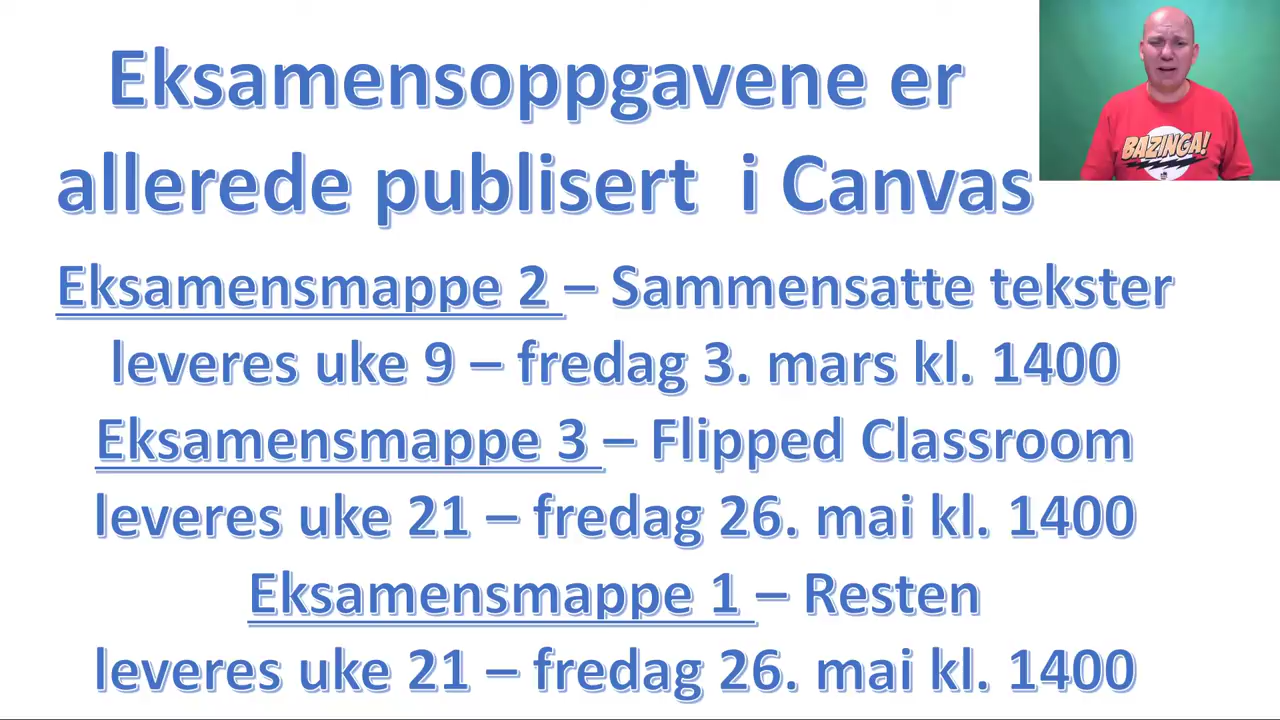 Eksamensoppgavene er
allerede publisert i Canvas
BAZINGA!
Eksamensmappe 2 – Sammensatte tekster
leveres uke 9 – fredag 3. mars kl. 1400
Eksamensmappe 3 – Flipped Classroom
leveres uke 21 – fredag 26. mai kl. 1400
Eksamensmappe 1 – Resten
leveres uke 21 – fredag 26. mai kl. 1400